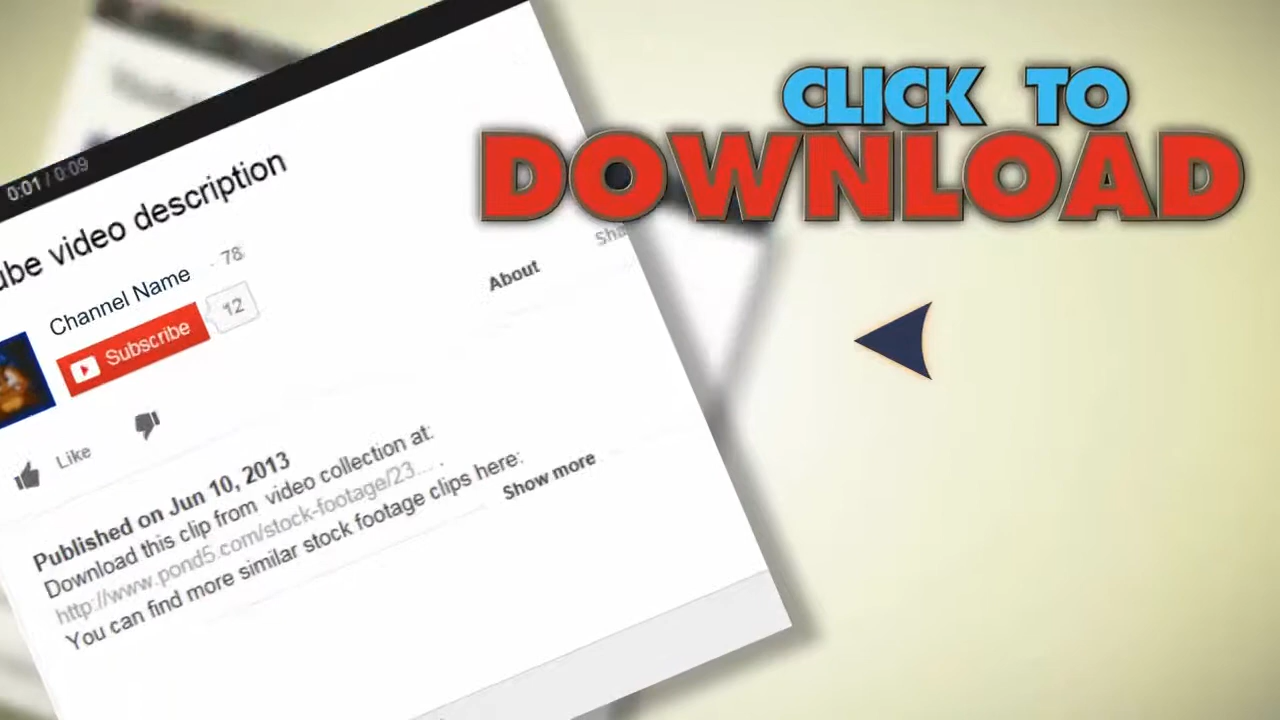 CLICK TO
DOWNLOAD
0:01 / 0:09
ube video description
Channel Name
78
Subscribe
12
About
Like
Published on Jun 10, 2013
Download this clip from video collection at:
http://www.pond5.com/stock-footage/23... .
You can find more similar stock footage clips here:
Show more